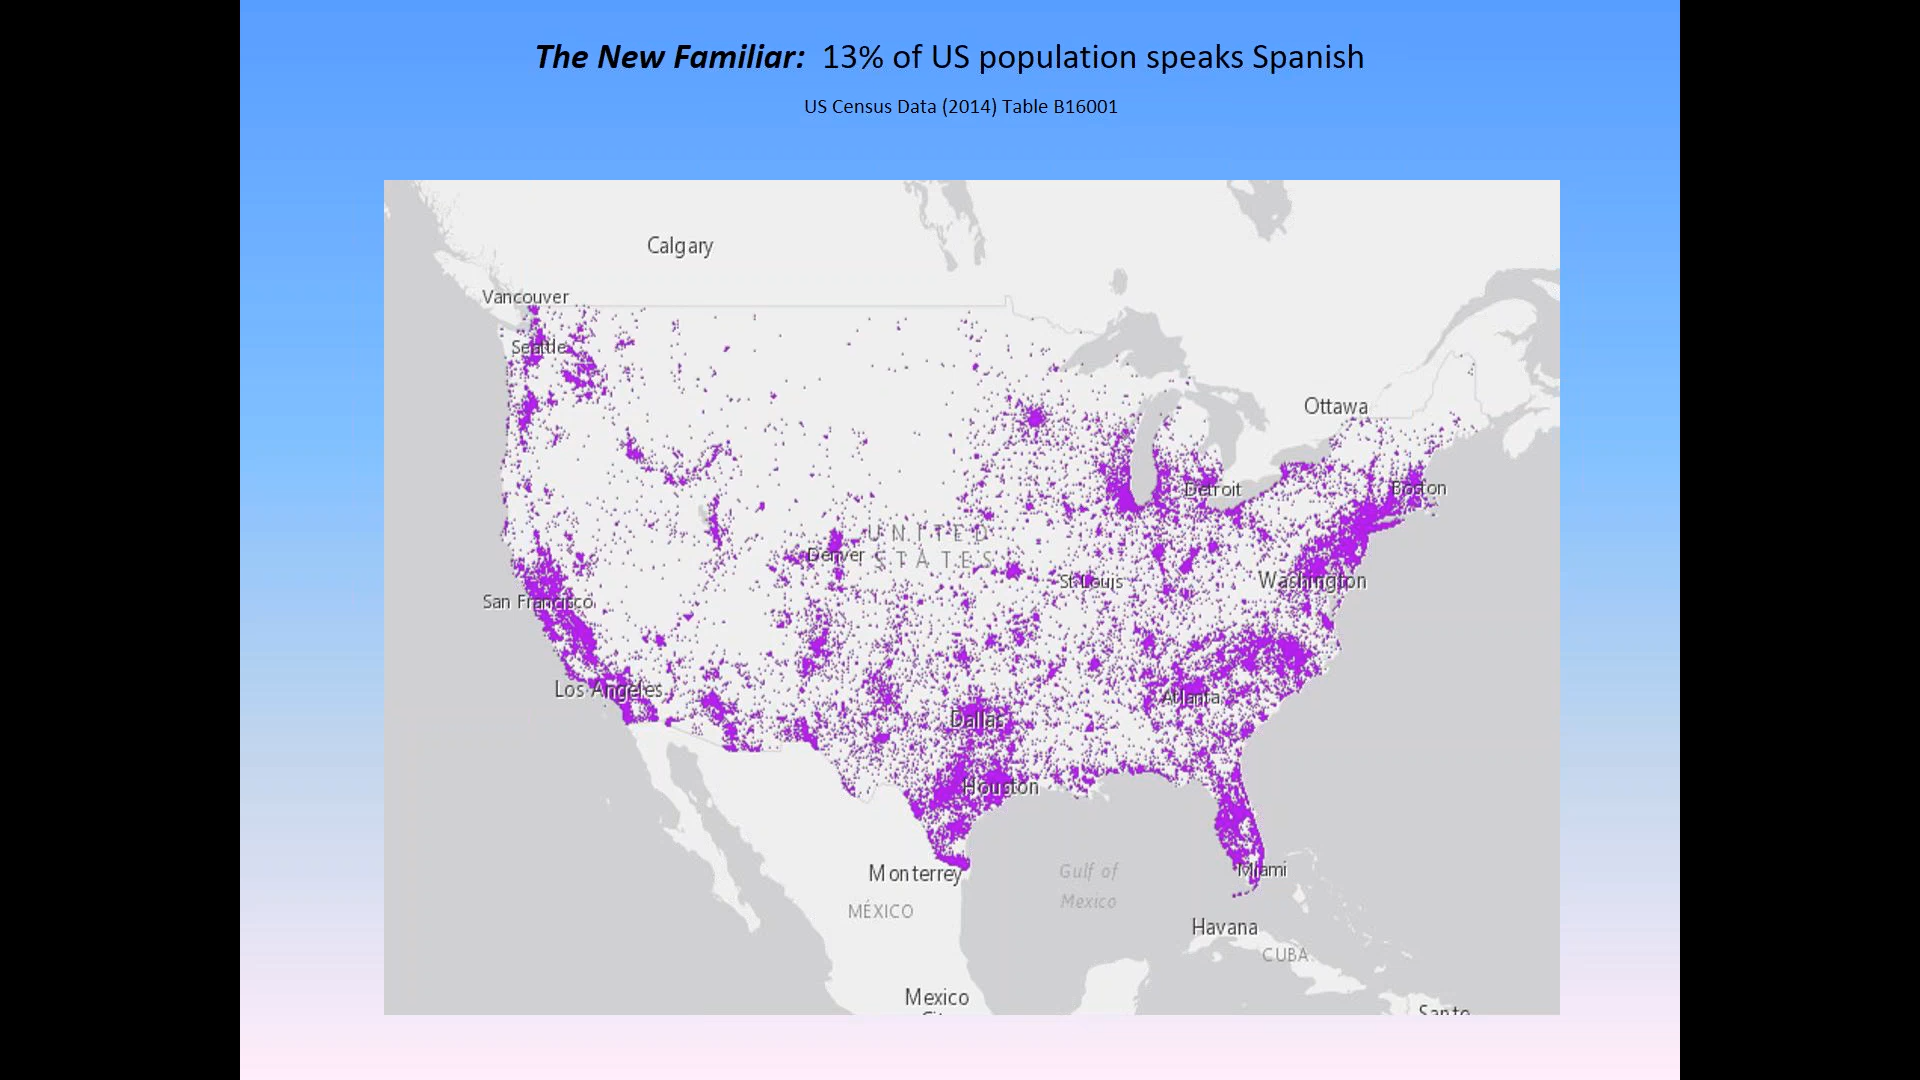 The New Familiar: 13% of US population speaks Spanish
US Census Data (2014) Table B16001
Calgary
Vancouver
Seattle
Ottawa
Detroit
Boston
UNITED
STATES
Denver
St. Louis
Washington
San Francisco
Los Angeles
Atlanta
Dallas
Houston
Monterrey
Gulf of
Mexico
Miami
MÉXICO
Havana
CUBA
Mexico
Santo